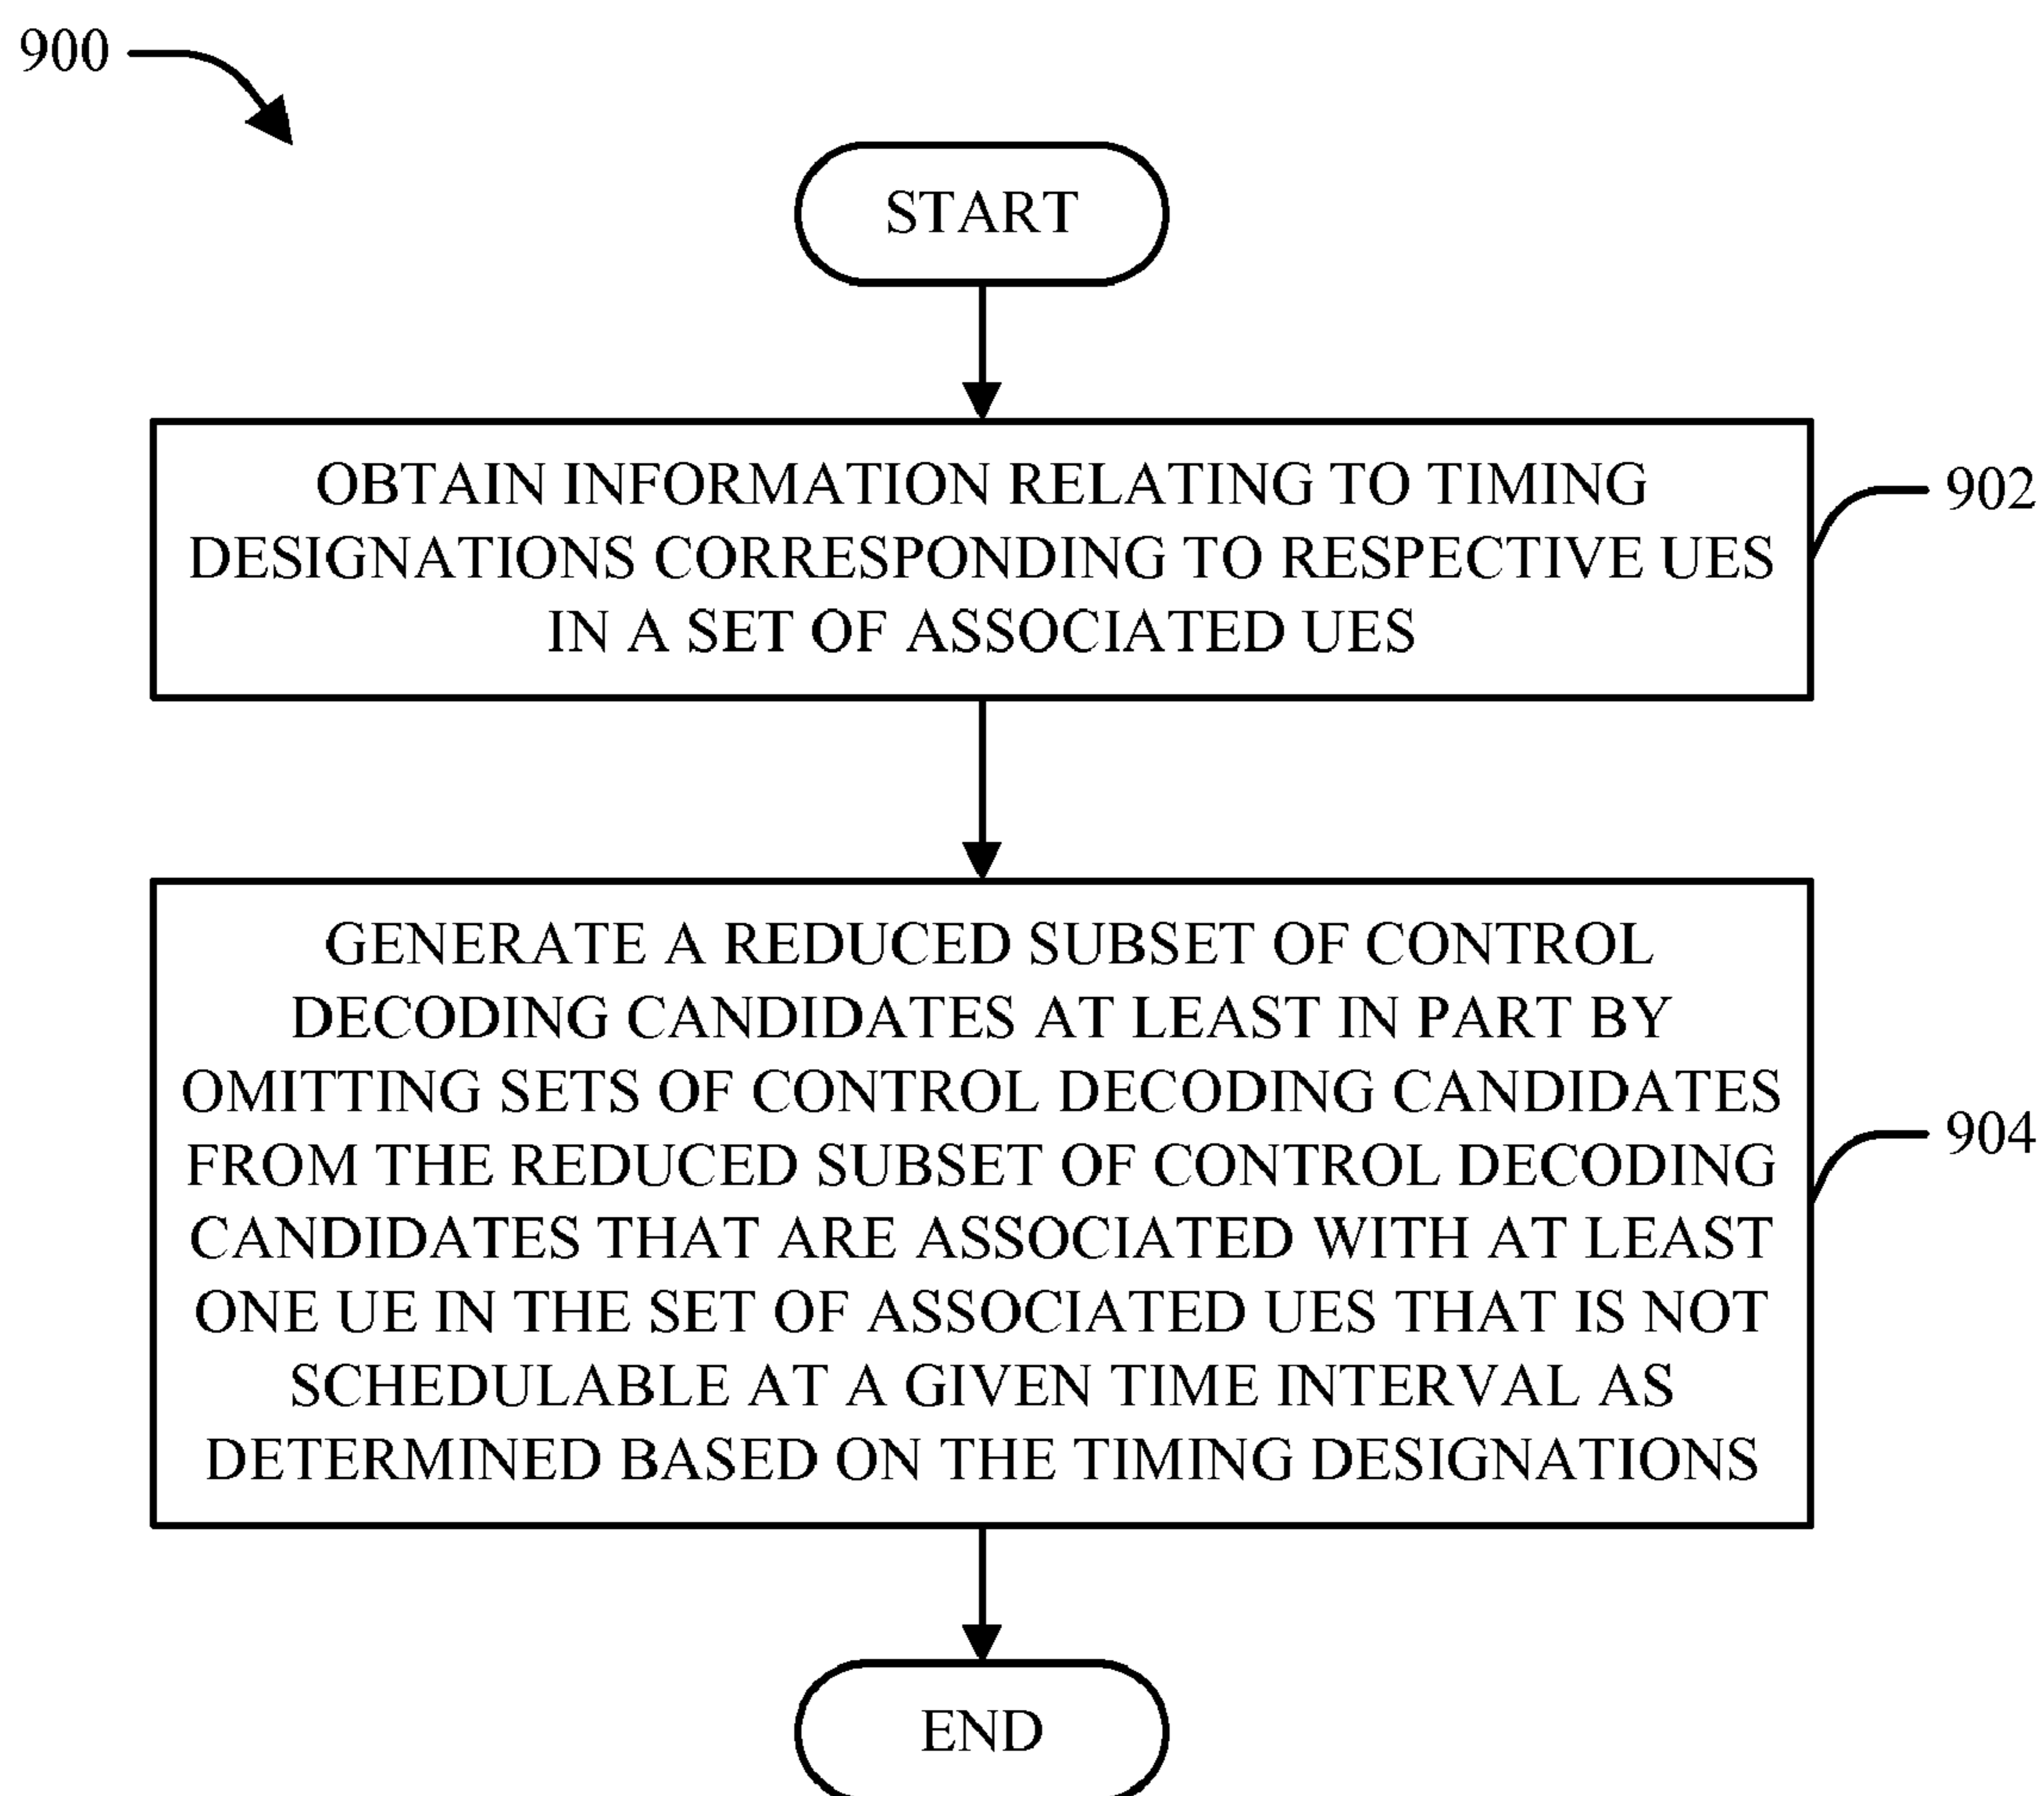 900
START
OBTAIN INFORMATION RELATING TO TIMING
DESIGNATIONS CORRESPONDING TO RESPECTIVE UES
IN A SET OF ASSOCIATED UES
902
GENERATE A REDUCED SUBSET OF CONTROL
DECODING CANDIDATES AT LEAST IN PART BY
OMITTING SETS OF CONTROL DECODING CANDIDATES
FROM THE REDUCED SUBSET OF CONTROL DECODING
CANDIDATES THAT ARE ASSOCIATED WITH AT LEAST
ONE UE IN THE SET OF ASSOCIATED UES THAT IS NOT
SCHEDULABLE AT A GIVEN TIME INTERVAL AS
DETERMINED BASED ON THE TIMING DESIGNATIONS
904
END